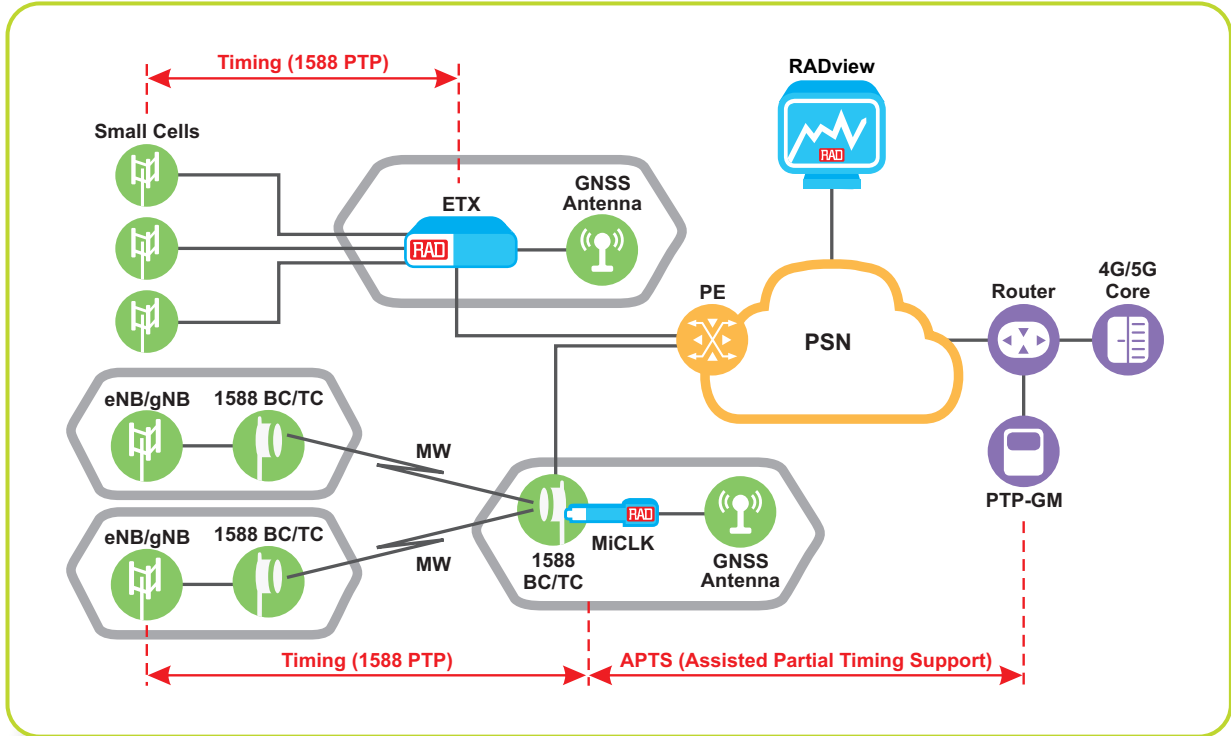 Timing (1588 PTP)
RADview
RAD
Small Cells
GNSS
Antenna
ETX
RAD
PE
PSN
Router
4G/5G
Core
eNB/gNB
1588 BC/TC
MW
PTP-GM
RAD
MiCLK
1588
BC/TC
GNSS
Antenna
eNB/gNB
1588 BC/TC
MW
Timing (1588 PTP)
APTS (Assisted Partial Timing Support)